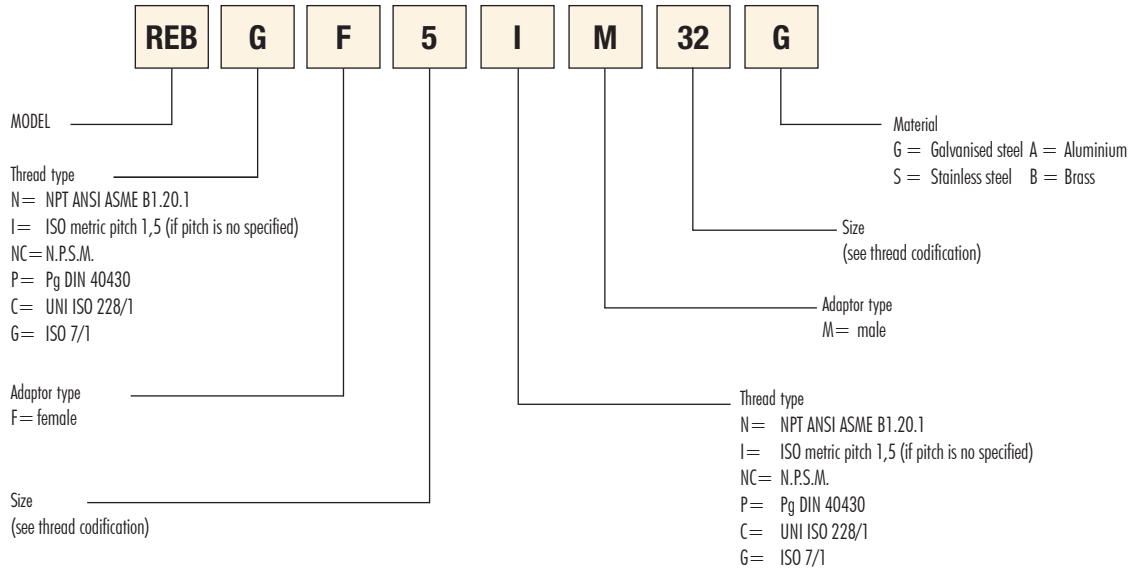 REB G F 5 I M 32 G
MODEL
Thread type
N= NPT ANSI ASME B1.20.1
I= ISO metric pitch 1,5 (if pitch is no specified)
NC= N.P.S.M.
P= Pg DIN 40430
C= UNI ISO 228/1
G= ISO 7/1
Adaptor type
F= female
Size
(see thread codification)
Material
G = Galvanised steel A = Aluminium
S = Stainless steel B = Brass
Size
(see thread codification)
Adaptor type
M= male
Thread type
N= NPT ANSI ASME B1.20.1
I= ISO metric pitch 1,5 (if pitch is no specified)
NC= N.P.S.M.
P= Pg DIN 40430
C= UNI ISO 228/1
G= ISO 7/1